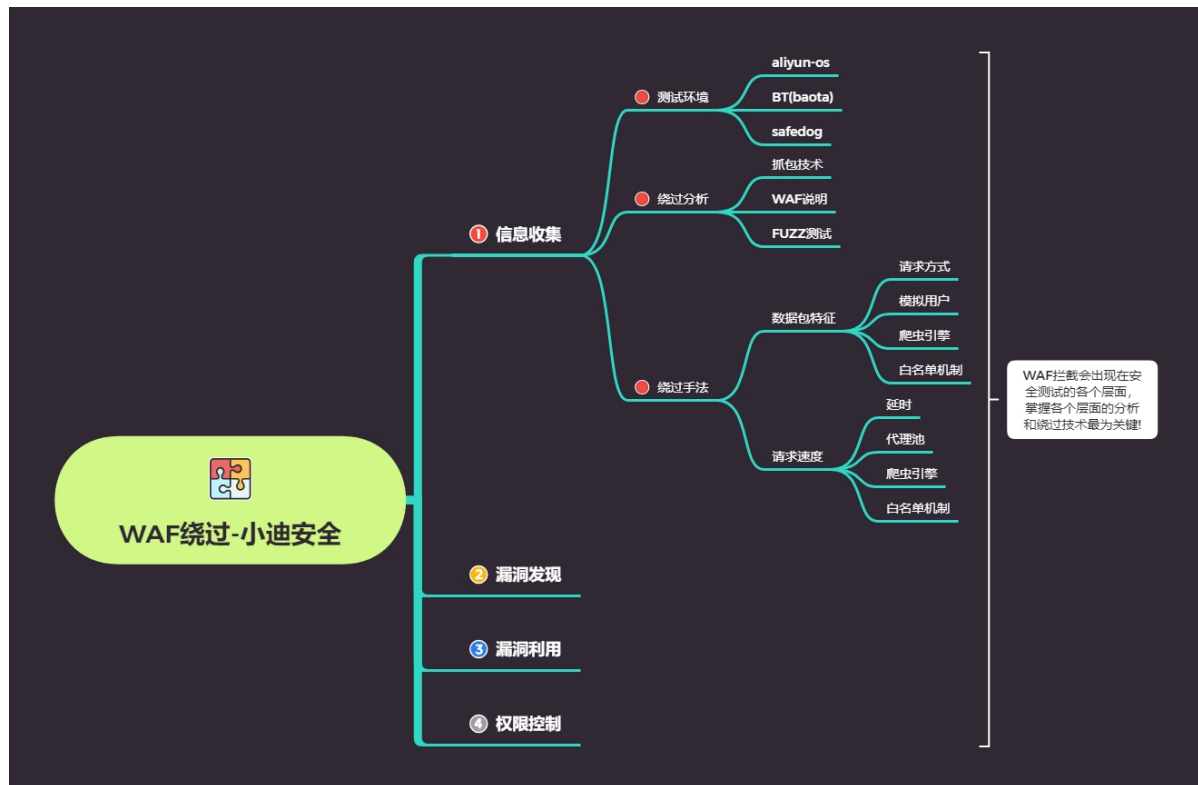 WAF绕过-小迪安全
① 信息收集
测试环境
aliyun-os
BT(baota)
safedog
绕过分析
抓包技术
WAF说明
FUZZ测试
绕过手法
数据包特征
请求方式
模拟用户
爬虫引擎
白名单机制
请求速度
延时
代理池
爬虫引擎
白名单机制
② 漏洞发现
③ 漏洞利用
④ 权限控制
WAF拦截会出现在安
全测试的各个层面，
掌握各个层面的分析
和绕过技术最为关键!